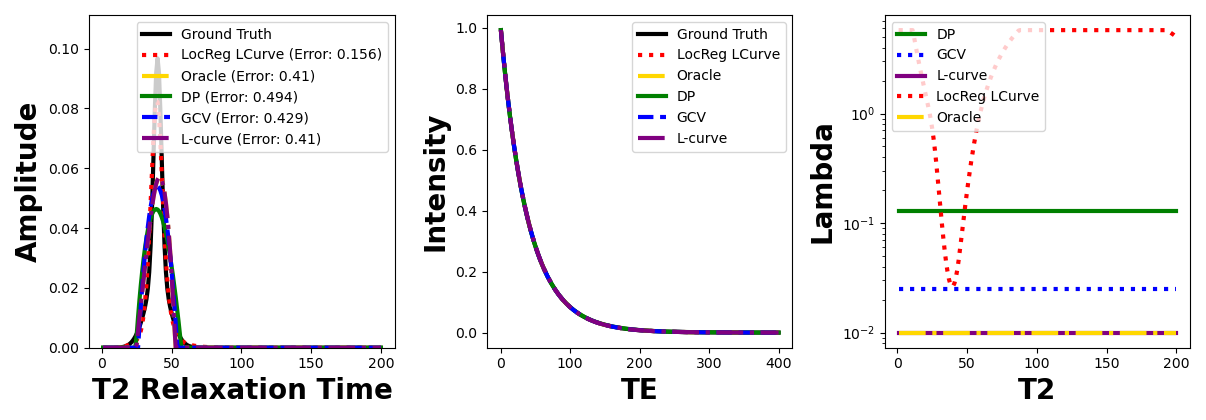 Amplitude
0.10
0.08
0.06
0.04
0.02
0.00
Ground Truth
LocReg LCurve (Error: 0.156)
Oracle (Error: 0.41)
DP (Error: 0.494)
GCV (Error: 0.429)
L-curve (Error: 0.41)
0 50 100 150 200
T2 Relaxation Time
Intensity
1.0
0.8
0.6
0.4
0.2
0.0
Ground Truth
LocReg LCurve
Oracle
DP
GCV
L-curve
0 100 200 300 400
TE
Lambda
10⁰
10⁻¹
10⁻²
DP
GCV
L-curve
LocReg LCurve
Oracle
0 50 100 150 200
T2